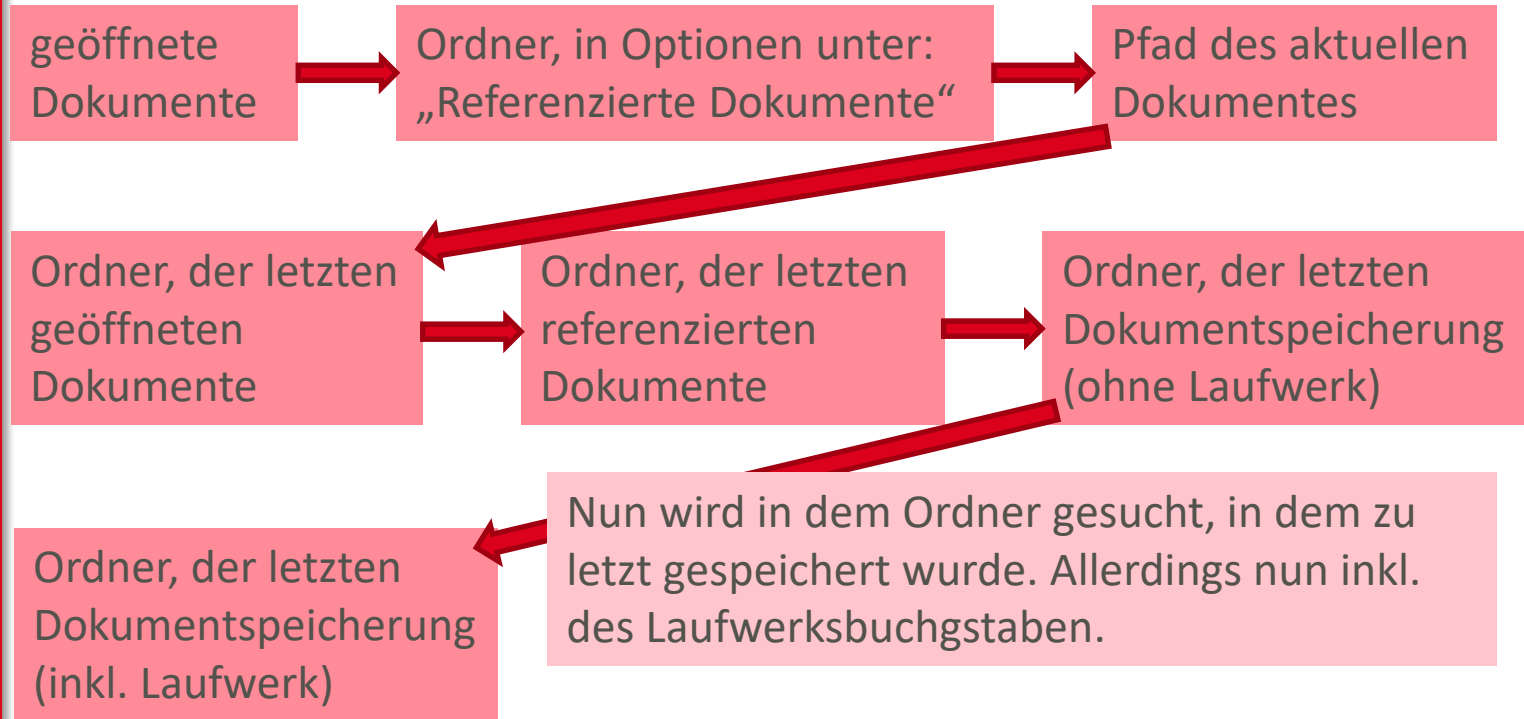 geöffnete
Dokumente
Ordner, in Optionen unter:
„Referenzierte Dokumente“
Pfad des aktuellen
Dokumentes
Ordner, der letzten
geöffneten
Dokumente
Ordner, der letzten
referenzierten
Dokumente
Ordner, der letzten
Dokumentspeicherung
(ohne Laufwerk)
Nun wird in dem Ordner gesucht, in dem zu
letzt gespeichert wurde. Allerdings nun inkl.
des Laufwerksbuchgstaben.
Ordner, der letzten
Dokumentspeicherung
(inkl. Laufwerk)